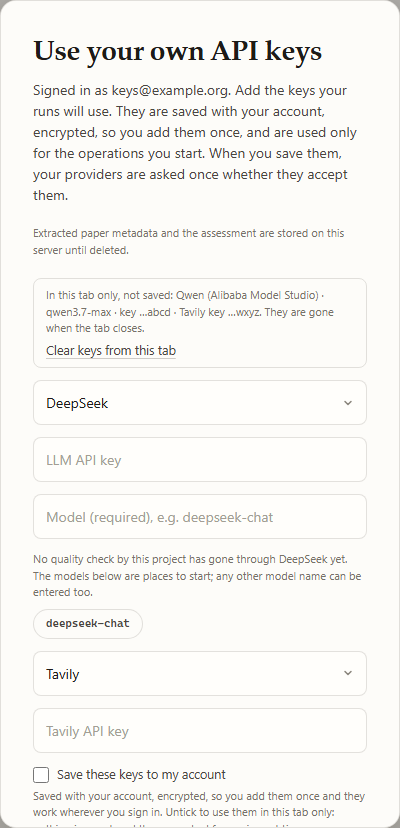 Use your own API keys
Signed in as keys@example.org. Add the keys your
runs will use. They are saved with your account,
encrypted, so you add them once, and are used only
for the operations you start. When you save them,
your providers are asked once whether they accept
them.
Extracted paper metadata and the assessment are stored on this
server until deleted.
In this tab only, not saved: Qwen (Alibaba Model Studio) ·
qwen3.7-max · key …abcd · Tavily key …wxyz. They are gone
when the tab closes.
Clear keys from this tab
DeepSeek
LLM API key
Model (required), e.g. deepseek-chat
No quality check by this project has gone through DeepSeek yet.
The models below are places to start; any other model name can be
entered too.
deepseek-chat
Tavily
Tavily API key
Save these keys to my account
Saved with your account, encrypted, so you add them once and they
work wherever you sign in. Untick to use them in this tab only: